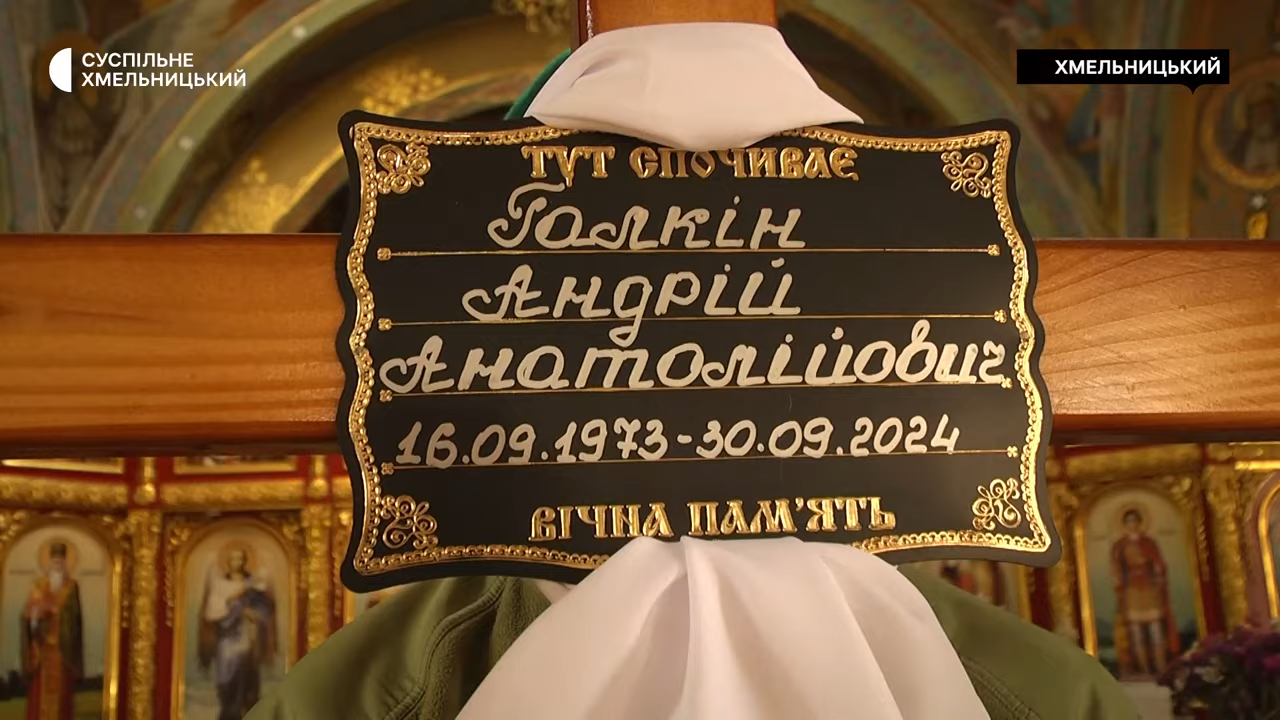 СУСПІЛЬНЕ
ХМЕЛЬНИЦЬКИЙ
ХМЕЛЬНИЦЬКИЙ
ТУТ СПОЧИВАЄ
Галкін
Андрій
Анатолійович
16.09.1973-30.09.2024
ВІЧНА ПАМ'ЯТЬ